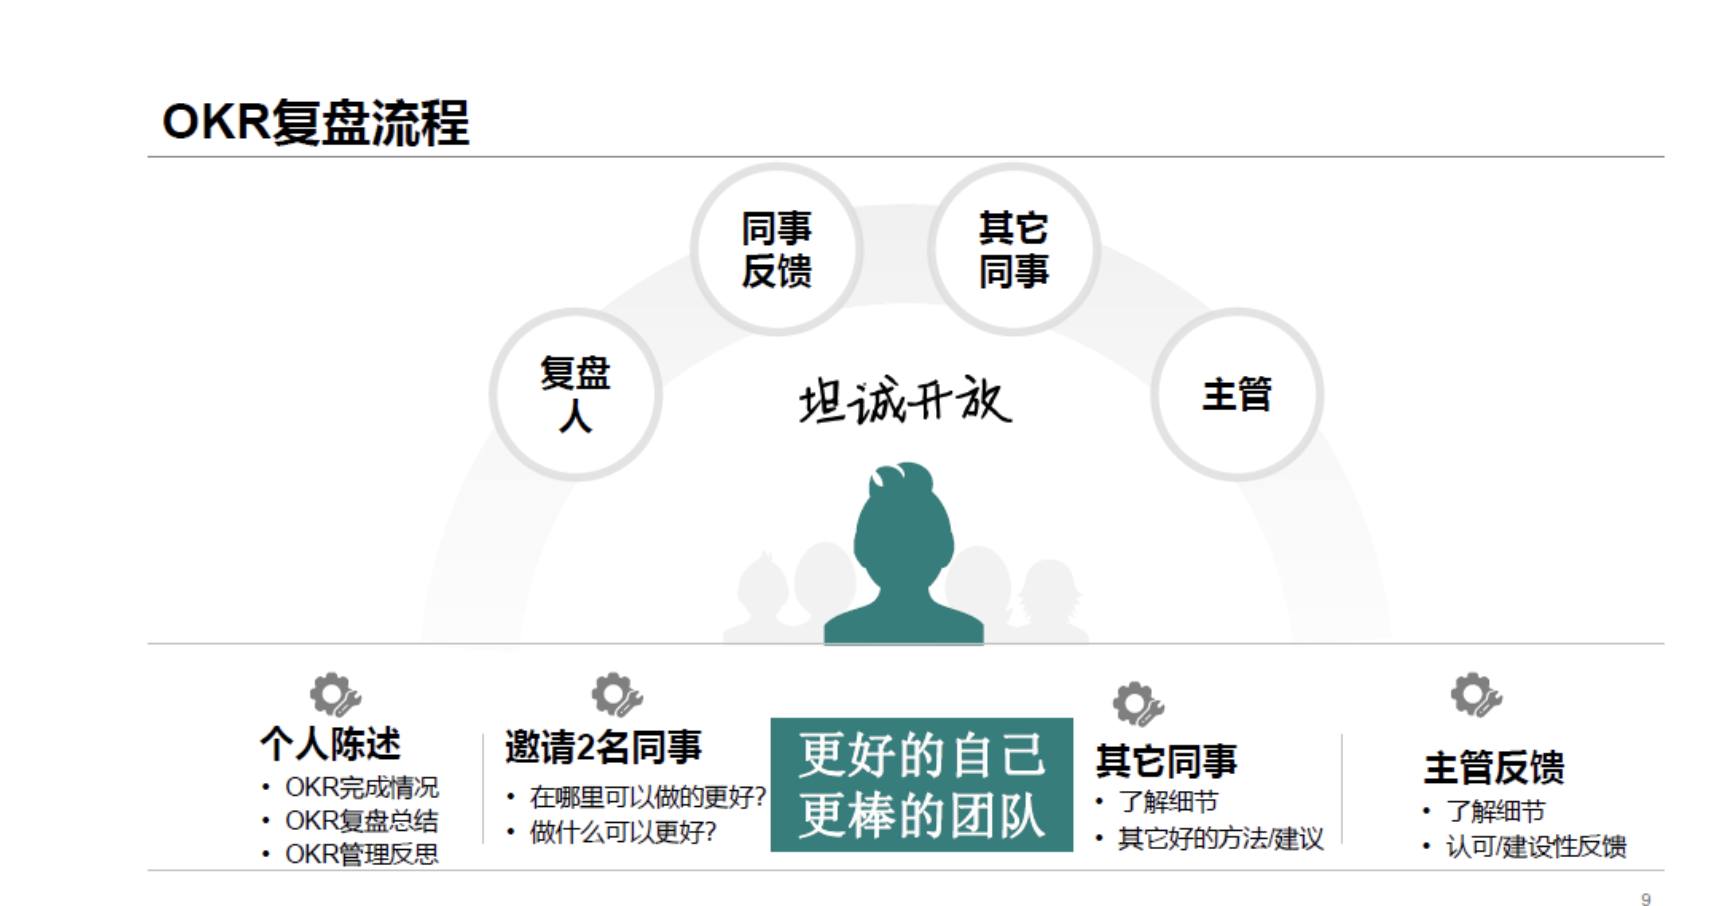 OKR复盘流程
同事
反馈
其它
同事
复盘
人
主管
坦诚开放
个人陈述
• OKR完成情况
• OKR复盘总结
• OKR管理反思
邀请2名同事
• 在哪里可以做的更好?
• 做什么可以更好?
更好的自己
更棒的团队
其它同事
• 了解细节
• 其它好的方法/建议
主管反馈
• 了解细节
• 认可/建设性反馈
9